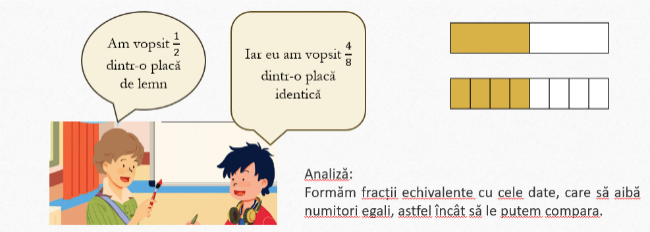 Am vopsit 1/2
dintr-o placă
de lemn
Iar eu am vopsit 4/8
dintr-o placă
identică
Analiză:
Formăm fracții echivalente cu cele date, care să aibă
numitori egali, astfel încât să le putem compara.